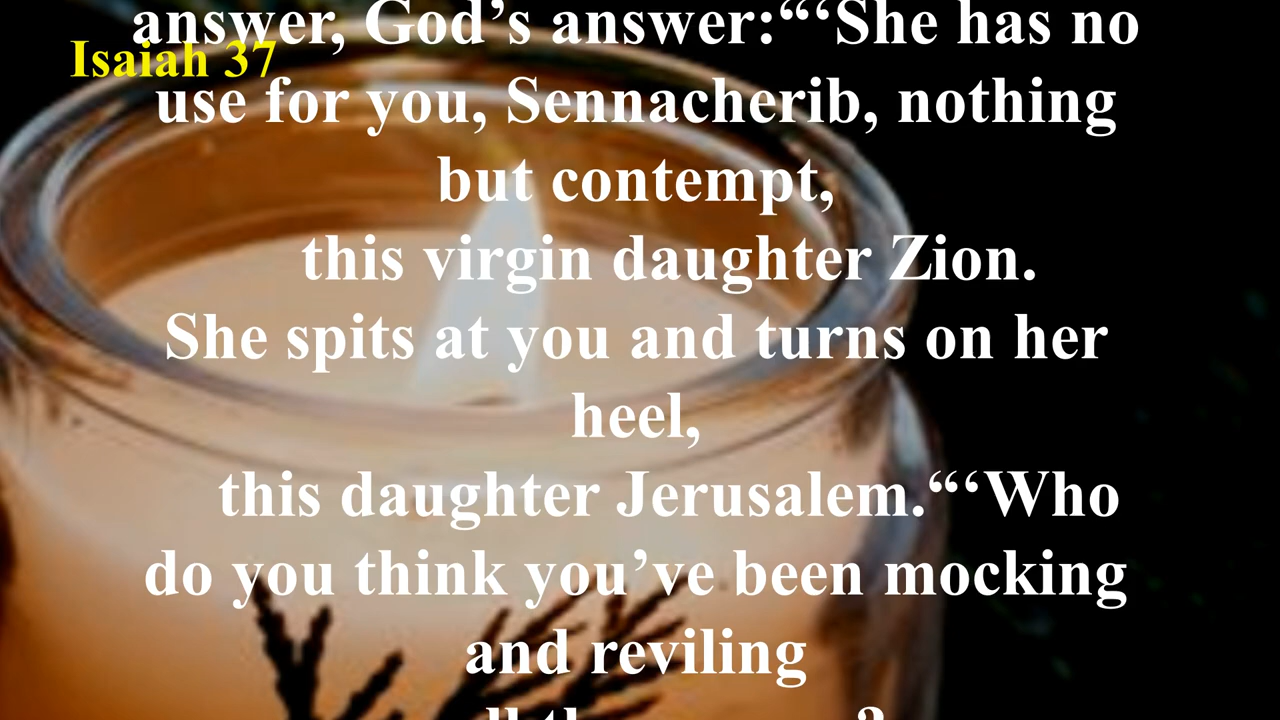 answer, God’s answer:“‘She has no
Isaiah 37
use for you, Sennacherib, nothing
but contempt,
this virgin daughter Zion.
She spits at you and turns on her
heel,
this daughter Jerusalem.“‘Who
do you think you’ve been mocking
and reviling